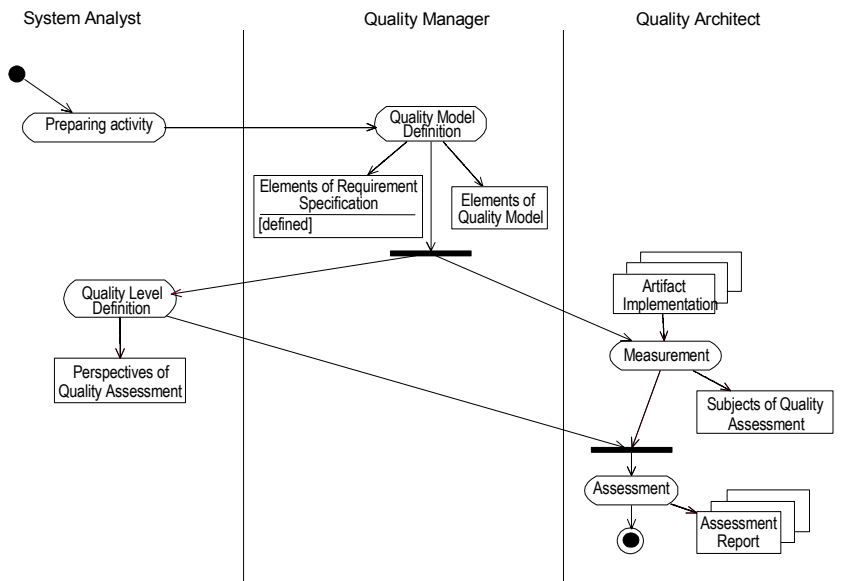 System Analyst
Quality Manager
Quality Architect
Preparing activity
Quality Model
Definition
Elements of Requirement
Specification
[defined]
Elements of
Quality Model
Quality Level
Definition
Artifact
Implementation
Perspectives of
Quality Assessment
Measurement
Subjects of Quality
Assessment
Assessment
Assessment
Report